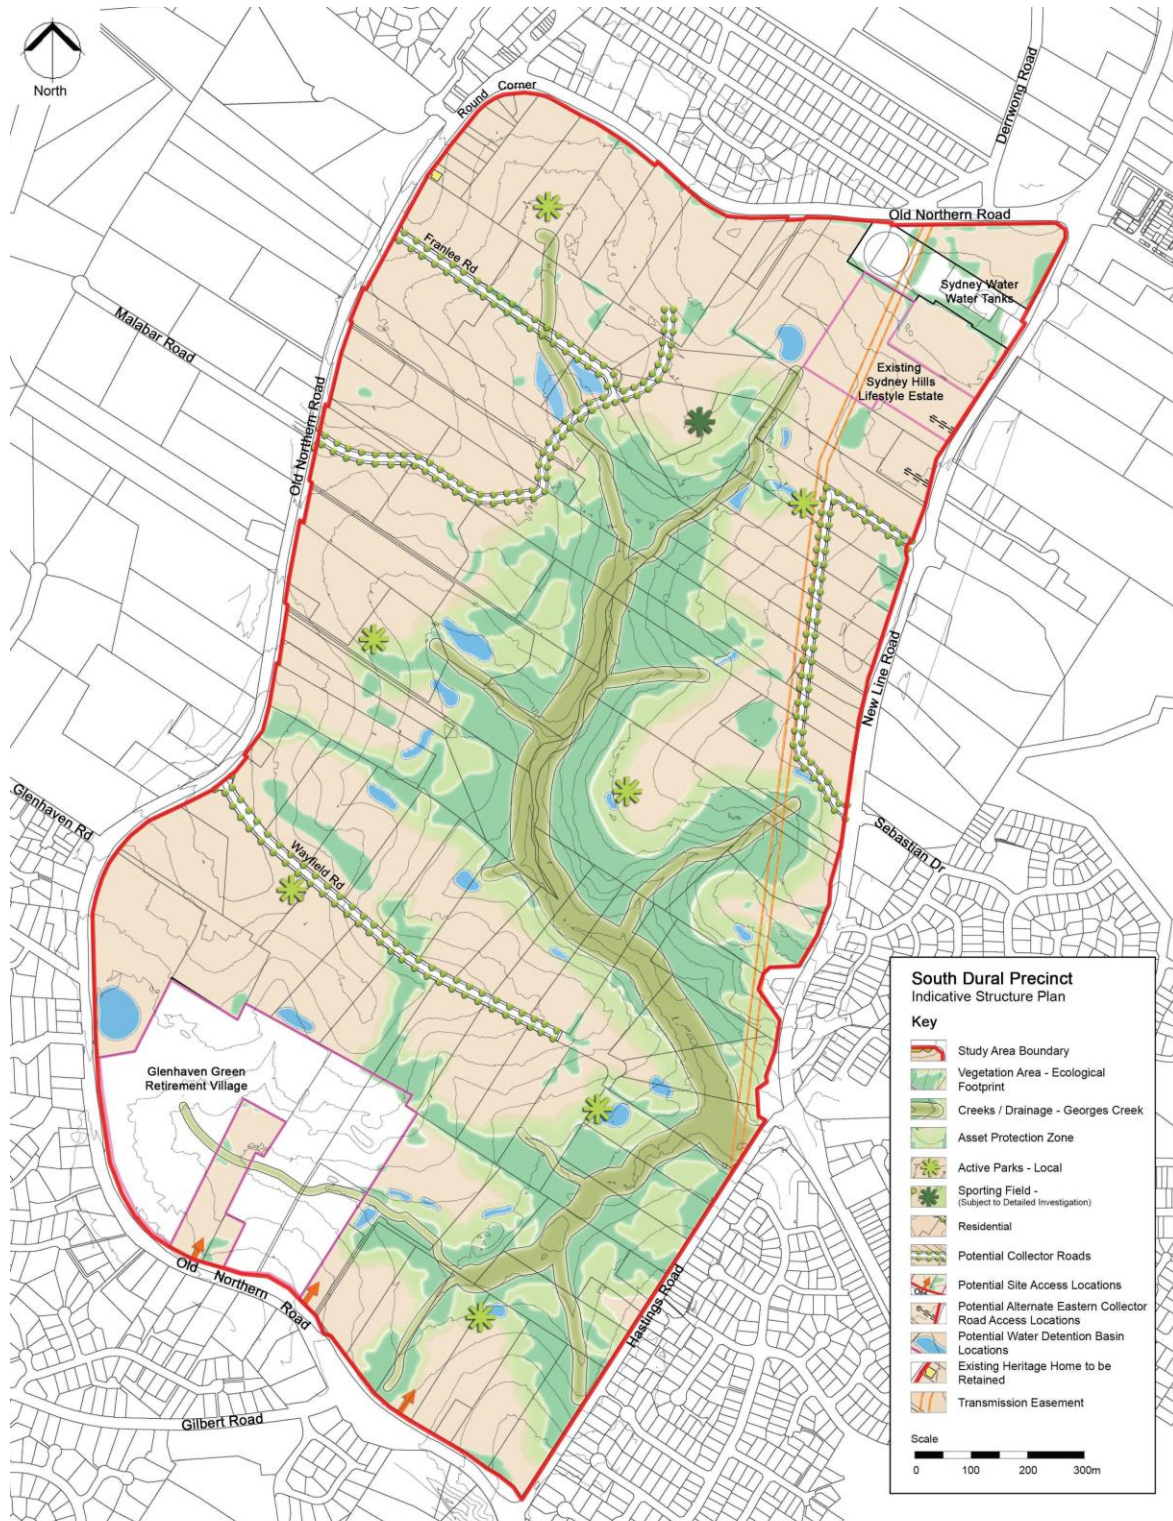 North
Round Corner
Derrwong Road
Old Northern Road
Franlee Rd
Sydney Water
Water Tanks
Malabar Road
Existing
Sydney Hills
Lifestyle Estate
Old Northern Road
New Line Road
Glenhaven Rd
Sebastian Dr
Wayfield Rd
Glenhaven Green
Retirement Village
Old Northern Road
Hastings Road
Gilbert Road
South Dural Precinct
Indicative Structure Plan
Key
Study Area Boundary
Vegetation Area - Ecological
Footprint
Creeks / Drainage - Georges Creek
Asset Protection Zone
Active Parks - Local
Sporting Field -
(Subject to Detailed Investigation)
Residential
Potential Collector Roads
Potential Site Access Locations
Potential Alternate Eastern Collector
Road Access Locations
Potential Water Detention Basin
Locations
Existing Heritage Home to be
Retained
Transmission Easement
Scale
0 100 200 300m